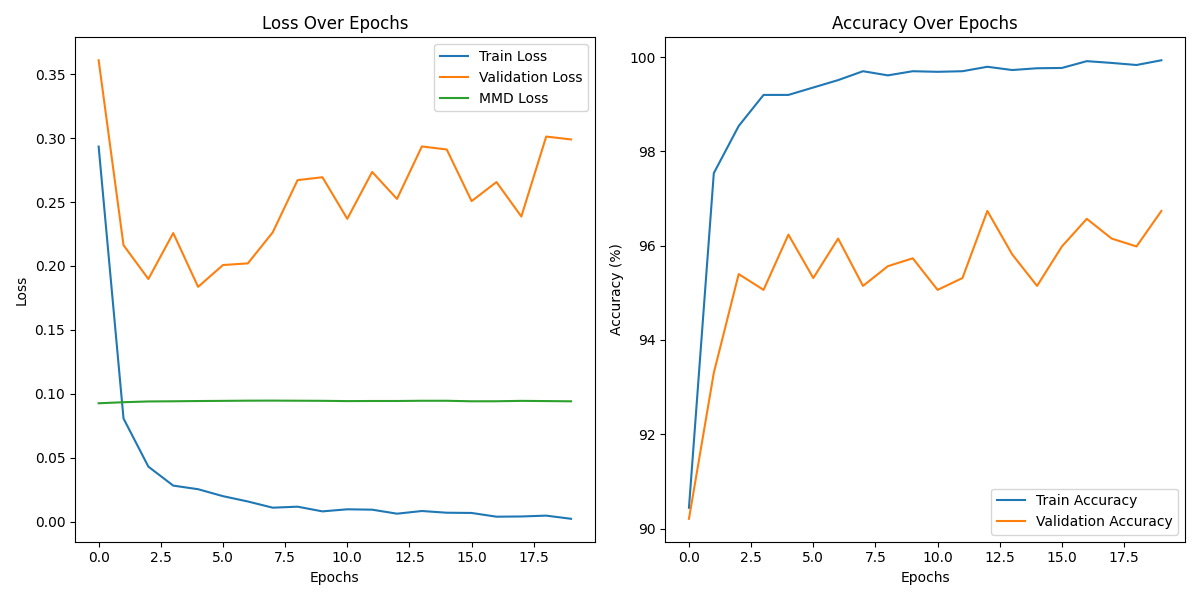 Loss Over Epochs
Train Loss
Validation Loss
MMD Loss
0.35
0.30
0.25
0.20
0.15
0.10
0.05
0.00
Loss
0.0 2.5 5.0 7.5 10.0 12.5 15.0 17.5
Epochs
Accuracy Over Epochs
100
98
96
94
92
90
Accuracy (%)
Train Accuracy
Validation Accuracy
0.0 2.5 5.0 7.5 10.0 12.5 15.0 17.5
Epochs